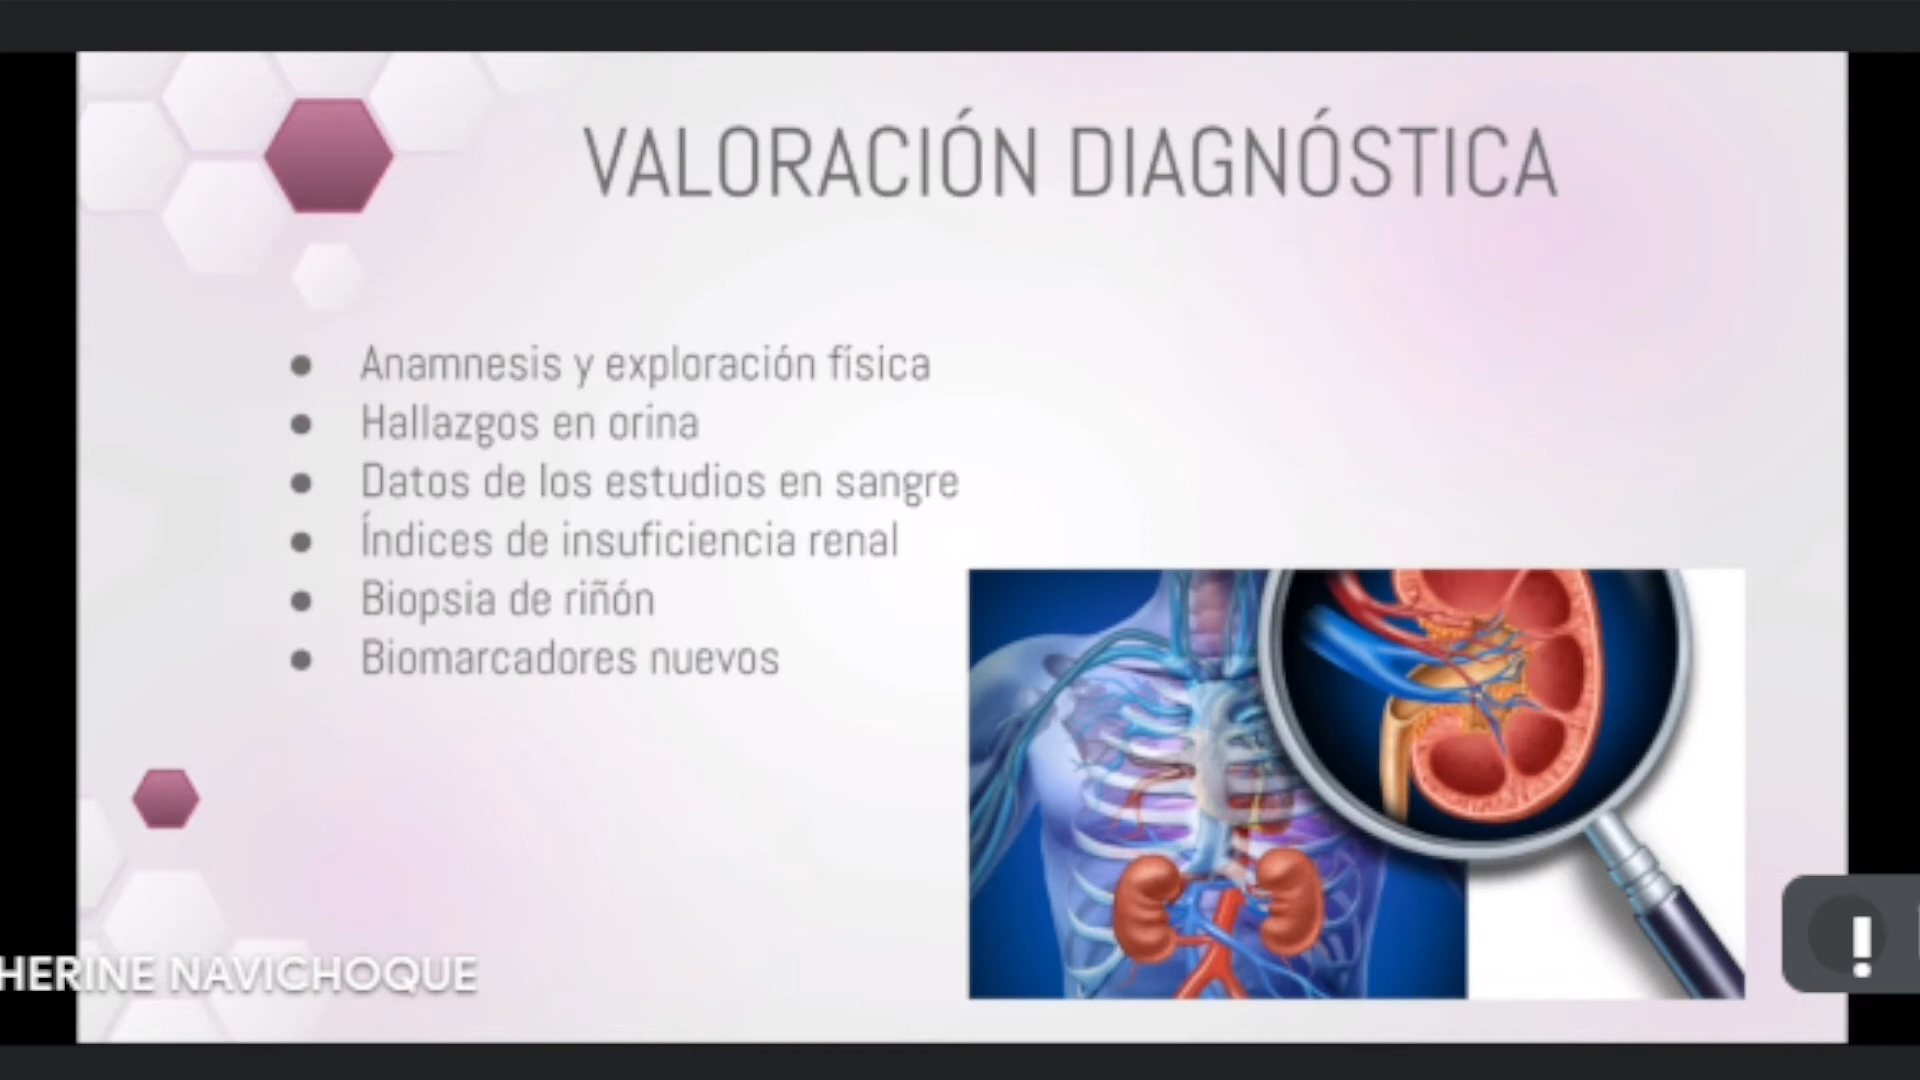 VALORACIÓN DIAGNÓSTICA
● Anamnesis y exploración física
● Hallazgos en orina
● Datos de los estudios en sangre
● Índices de insuficiencia renal
● Biopsia de riñón
● Biomarcadores nuevos
HERINE NAVICHOQUE
!